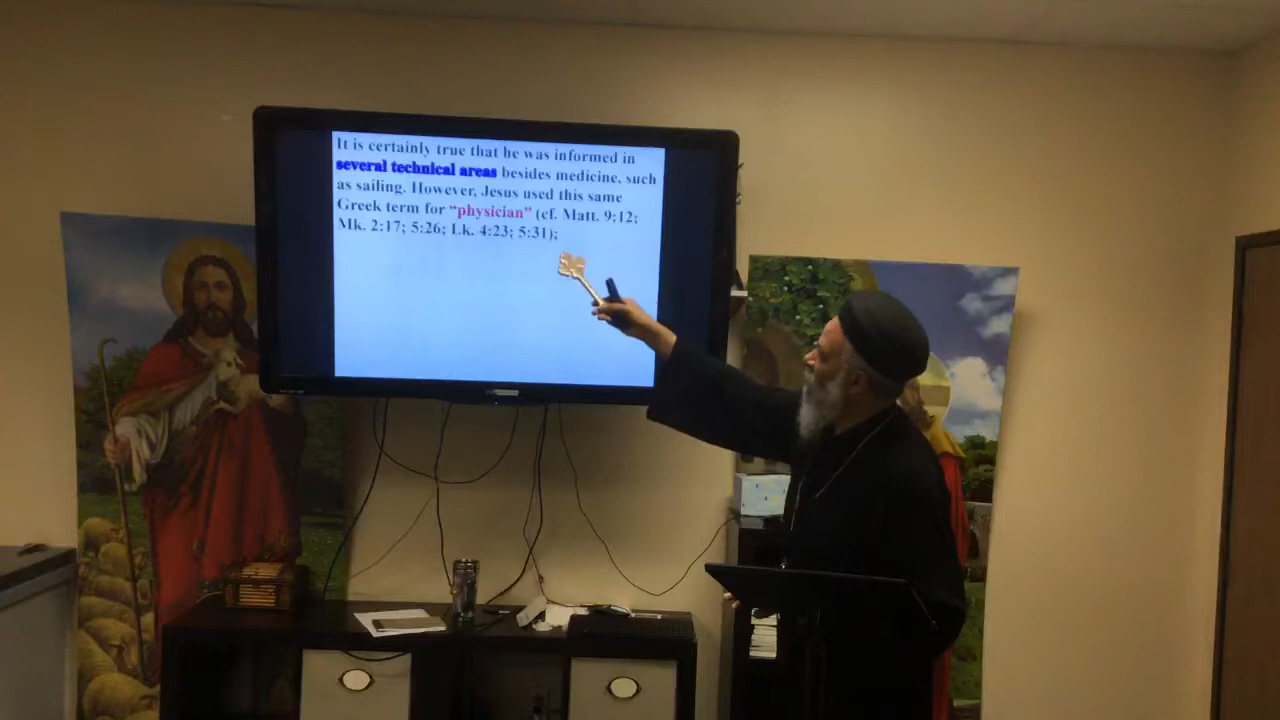 It is certainly true that he was informed in
several technical areas besides medicine, such
as sailing. However, Jesus used this same
Greek term for “physician” (cf. Matt. 9:12;
Mk. 2:17; 5:26; Lk. 4:23; 5:31);